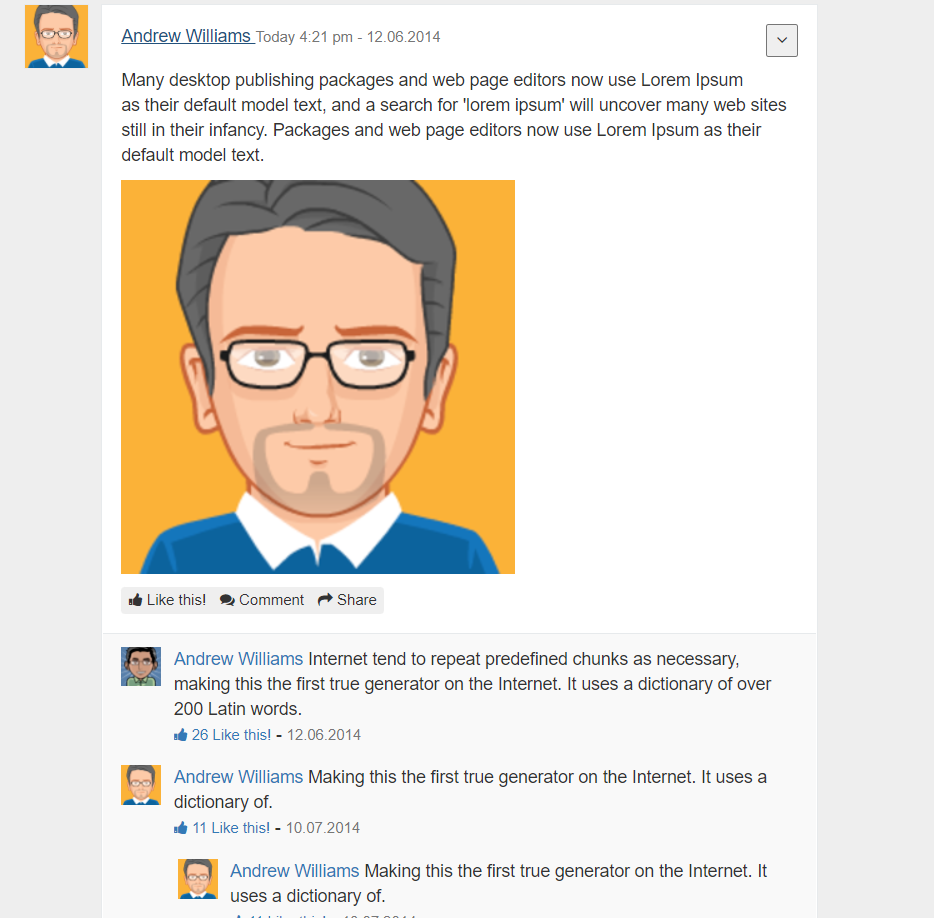 Andrew Williams Today 4:21 pm - 12.06.2014
Many desktop publishing packages and web page editors now use Lorem Ipsum
as their default model text, and a search for 'lorem ipsum' will uncover many web sites
still in their infancy. Packages and web page editors now use Lorem Ipsum as their
default model text.
Like this! Comment Share
Andrew Williams Internet tend to repeat predefined chunks as necessary,
making this the first true generator on the Internet. It uses a dictionary of over
200 Latin words.
26 Like this! - 12.06.2014
Andrew Williams Making this the first true generator on the Internet. It uses a
dictionary of.
11 Like this! - 10.07.2014
Andrew Williams Making this the first true generator on the Internet. It
uses a dictionary of.